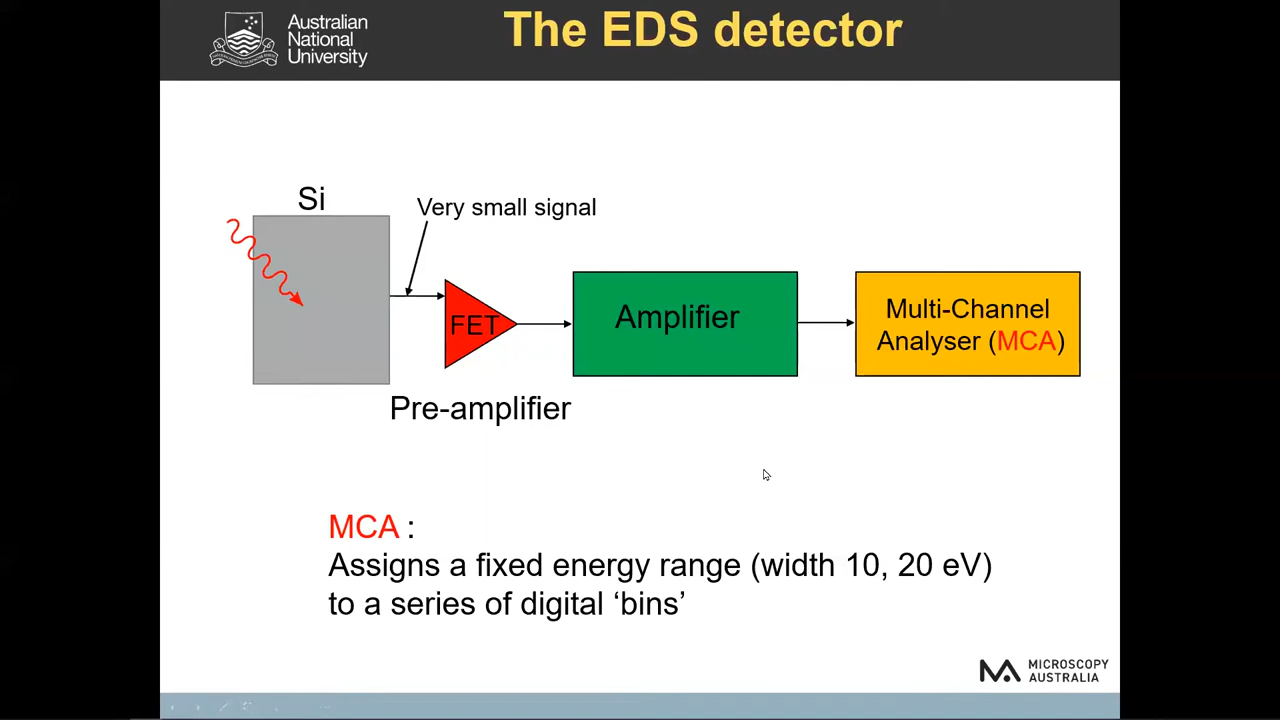 Australian
National
University
The EDS detector
Si
Very small signal
FET
Amplifier
Multi-Channel
Analyser (MCA)
Pre-amplifier
MCA :
Assigns a fixed energy range (width 10, 20 eV)
to a series of digital ‘bins’
MICROSCOPY
AUSTRALIA